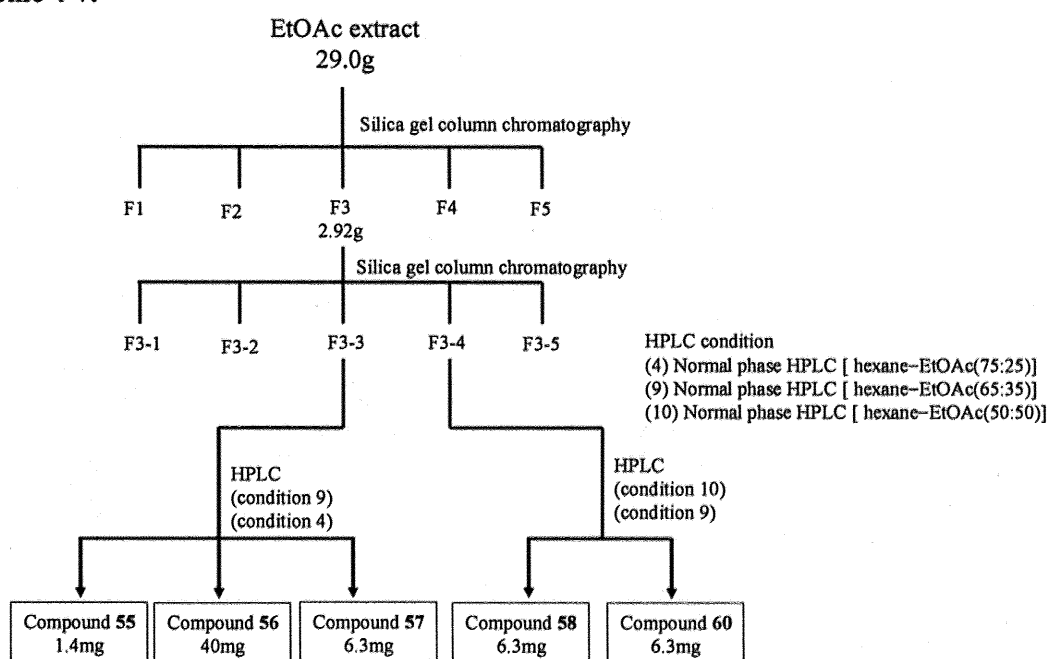 EtOAc extract
29.0g
Silica gel column chromatography
F1 F2 F3 F4 F5
2.92g
Silica gel column chromatography
F3-1 F3-2 F3-3 F3-4 F3-5
HPLC condition
(4) Normal phase HPLC [ hexane-EtOAc(75:25)]
(9) Normal phase HPLC [ hexane-EtOAc(65:35)]
(10) Normal phase HPLC [ hexane-EtOAc(50:50)]
HPLC
(condition 9)
(condition 4)
HPLC
(condition 10)
(condition 9)
Compound 55
1.4mg
Compound 56
40mg
Compound 57
6.3mg
Compound 58
6.3mg
Compound 60
6.3mg